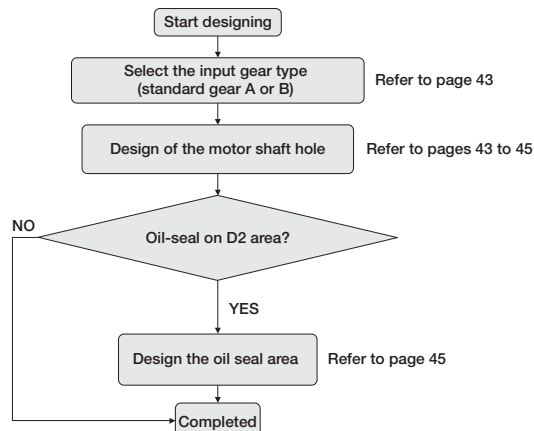 Start designing
Select the input gear type
(standard gear A or B)
Refer to page 43
Design of the motor shaft hole
Refer to pages 43 to 45
NO
Oil-seal on D2 area?
YES
Design the oil seal area
Refer to page 45
Completed